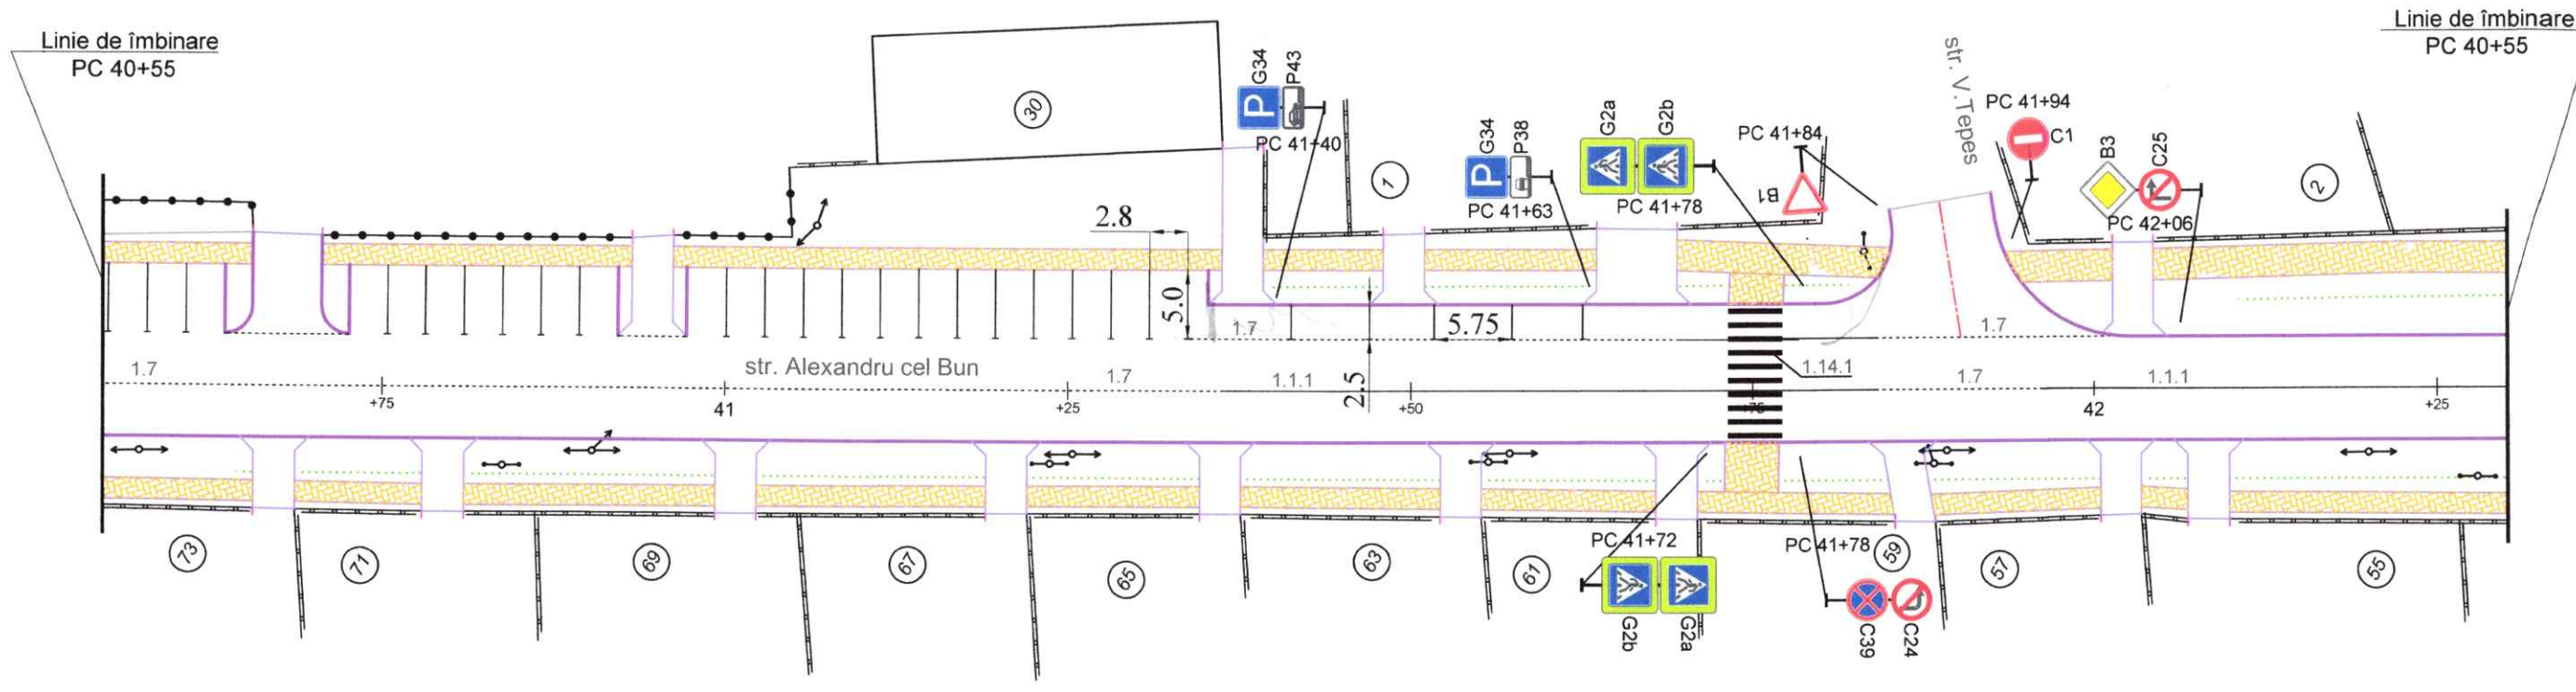 Linie de îmbinare
PC 40+55
Linie de îmbinare
PC 40+55
30
G34
P43
P
PC 41+40
1
G34
P38
P
PC 41+63
G2a
G2b
PC 41+78
PC 41+84
B1
str. V.Tepes
PC 41+94
C1
B3
C25
PC 42+06
2
2.8
5.0
1.7
5.75
2.5
1.7
1.7
str. Alexandru cel Bun
1.7
1.1.1
1.14.1
1.7
1.1.1
+75
41
+25
+50
+75
42
+25
73
71
69
67
65
63
61
PC 41+72
G2b
G2a
PC 41+78
59
C39
C24
57
55